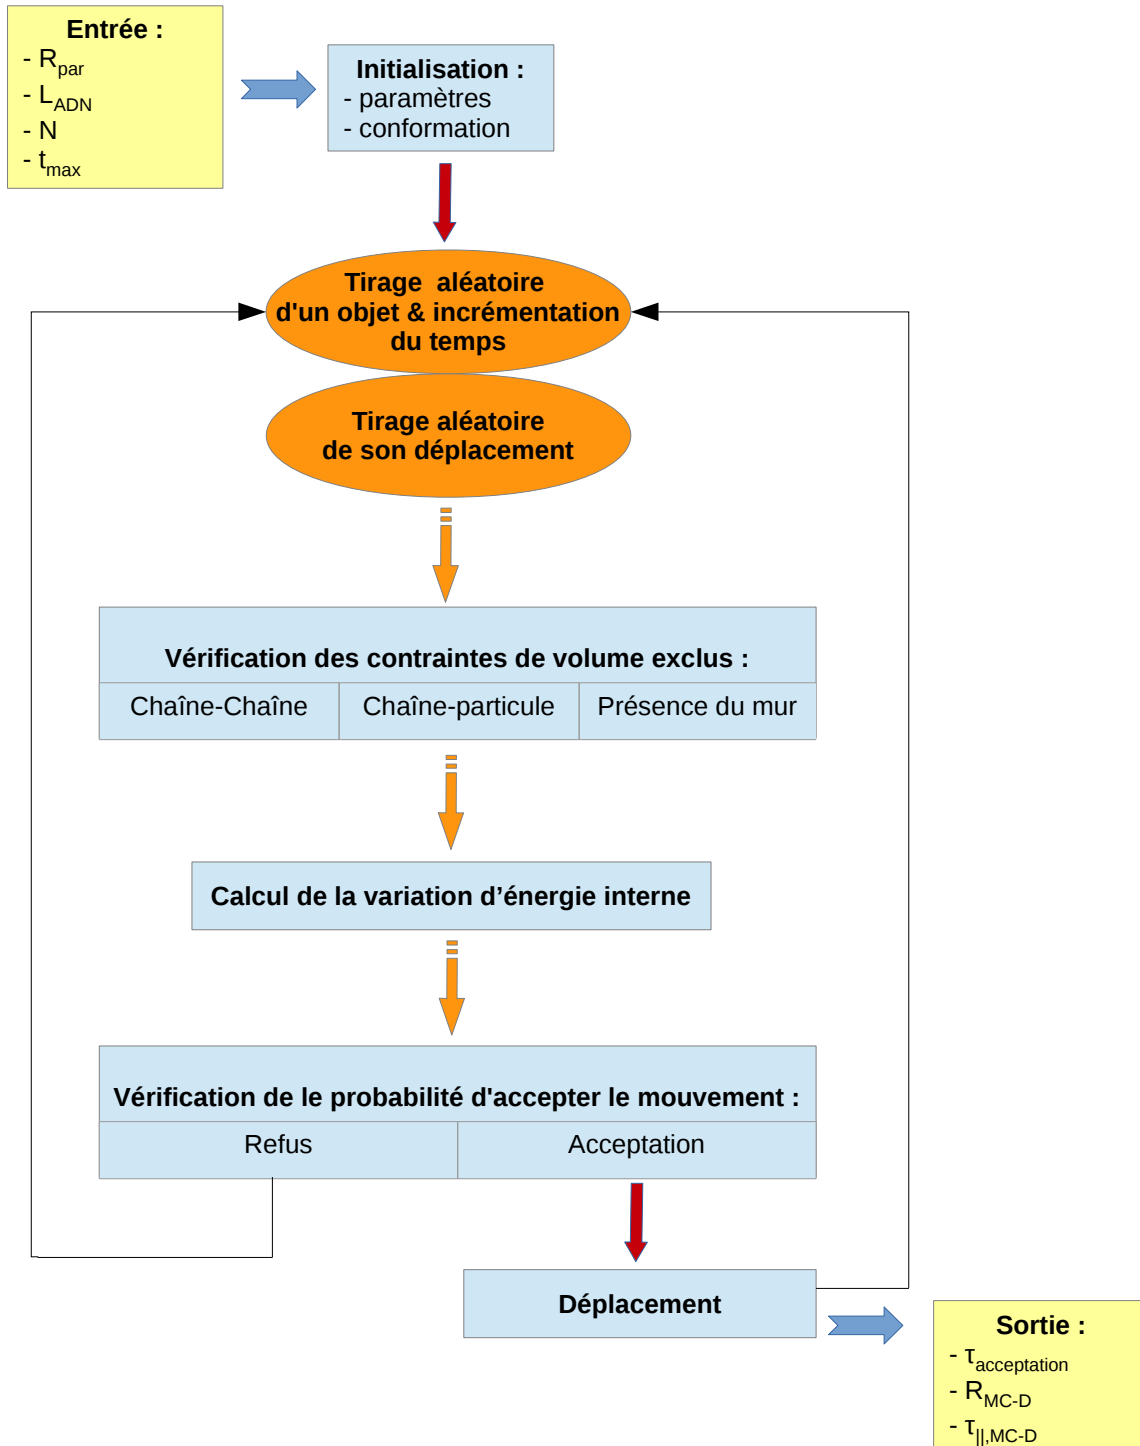 Entrée :
- Rpar
- LADN
- N
- tmax
Initialisation :
- paramètres
- conformation
Tirage aléatoire
d'un objet & incrémentation
du temps
Tirage aléatoire
de son déplacement
Vérification des contraintes de volume exclus :
Chaîne-Chaîne
Chaîne-particule
Présence du mur
Calcul de la variation d’énergie interne
Vérification de le probabilité d'accepter le mouvement :
Refus
Acceptation
Déplacement
Sortie :
- τacceptation
- RMC-D
- τ||,MC-D